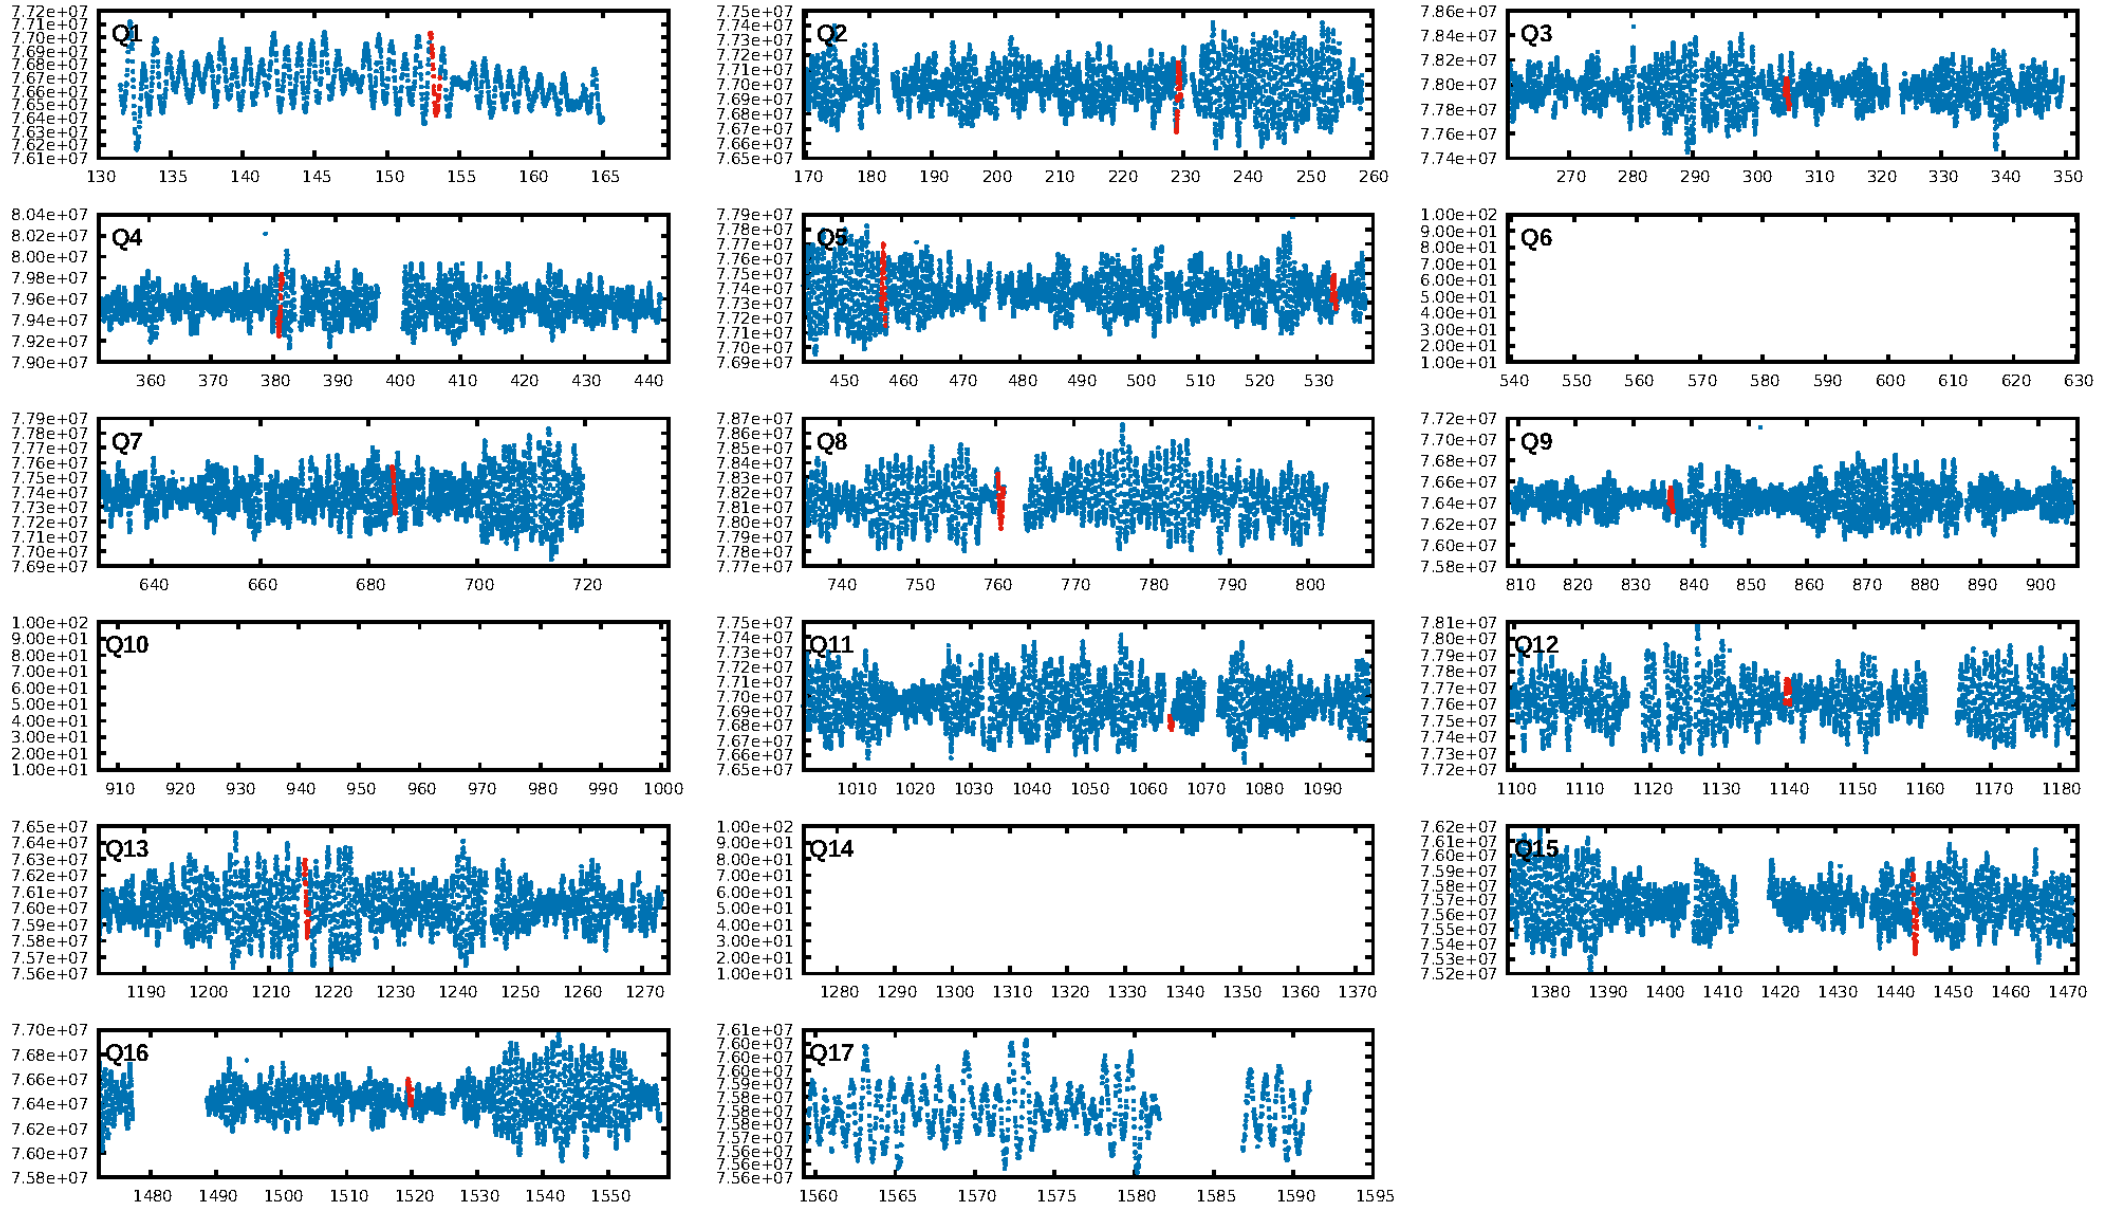 7.72e+07
7.71e+07
7.70e+07
7.69e+07
7.68e+07
7.67e+07
7.66e+07
7.65e+07
7.64e+07
7.63e+07
7.62e+07
7.61e+07
Q1
130 135 140 145 150 155 160 165
7.75e+07
7.74e+07
7.73e+07
7.72e+07
7.71e+07
7.70e+07
7.69e+07
7.68e+07
7.67e+07
7.66e+07
7.65e+07
Q2
170 180 190 200 210 220 230 240 250 260
7.86e+07
7.84e+07
7.82e+07
7.80e+07
7.78e+07
7.76e+07
7.74e+07
Q3
270 280 290 300 310 320 330 340 350
8.04e+07
8.02e+07
8.00e+07
7.98e+07
7.96e+07
7.94e+07
7.92e+07
7.90e+07
Q4
360 370 380 390 400 410 420 430 440
7.79e+07
7.78e+07
7.77e+07
7.76e+07
7.75e+07
7.74e+07
7.73e+07
7.72e+07
7.71e+07
7.70e+07
7.69e+07
Q5
450 460 470 480 490 500 510 520 530
1.00e+02
9.00e+01
8.00e+01
7.00e+01
6.00e+01
5.00e+01
4.00e+01
3.00e+01
2.00e+01
1.00e+01
Q6
540 550 560 570 580 590 600 610 620 630
7.79e+07
7.78e+07
7.77e+07
7.76e+07
7.75e+07
7.74e+07
7.73e+07
7.72e+07
7.71e+07
7.70e+07
7.69e+07
Q7
640 660 680 700 720
7.87e+07
7.86e+07
7.85e+07
7.84e+07
7.83e+07
7.82e+07
7.81e+07
7.80e+07
7.79e+07
7.78e+07
7.77e+07
Q8
740 750 760 770 780 790 800
7.72e+07
7.70e+07
7.68e+07
7.66e+07
7.64e+07
7.62e+07
7.60e+07
7.58e+07
Q9
810 820 830 840 850 860 870 880 890 900
1.00e+02
9.00e+01
8.00e+01
7.00e+01
6.00e+01
5.00e+01
4.00e+01
3.00e+01
2.00e+01
1.00e+01
Q10
910 920 930 940 950 960 970 980 990 1000
7.75e+07
7.74e+07
7.73e+07
7.72e+07
7.71e+07
7.70e+07
7.69e+07
7.68e+07
7.67e+07
7.66e+07
7.65e+07
Q11
1010 1020 1030 1040 1050 1060 1070 1080 1090
7.81e+07
7.80e+07
7.79e+07
7.78e+07
7.77e+07
7.76e+07
7.75e+07
7.74e+07
7.73e+07
7.72e+07
Q12
1100 1110 1120 1130 1140 1150 1160 1170 1180
7.65e+07
7.64e+07
7.63e+07
7.62e+07
7.61e+07
7.60e+07
7.59e+07
7.58e+07
7.57e+07
7.56e+07
Q13
1190 1200 1210 1220 1230 1240 1250 1260 1270
1.00e+02
9.00e+01
8.00e+01
7.00e+01
6.00e+01
5.00e+01
4.00e+01
3.00e+01
2.00e+01
1.00e+01
Q14
1280 1290 1300 1310 1320 1330 1340 1350 1360 1370
7.62e+07
7.61e+07
7.60e+07
7.59e+07
7.58e+07
7.57e+07
7.56e+07
7.55e+07
7.54e+07
7.53e+07
7.52e+07
Q15
1380 1390 1400 1410 1420 1430 1440 1450 1460 1470
7.70e+07
7.68e+07
7.66e+07
7.64e+07
7.62e+07
7.60e+07
7.58e+07
Q16
1480 1490 1500 1510 1520 1530 1540 1550
7.61e+07
7.60e+07
7.60e+07
7.59e+07
7.59e+07
7.58e+07
7.58e+07
7.57e+07
7.57e+07
7.56e+07
7.56e+07
7.56e+07
Q17
1560 1565 1570 1575 1580 1585 1590 1595